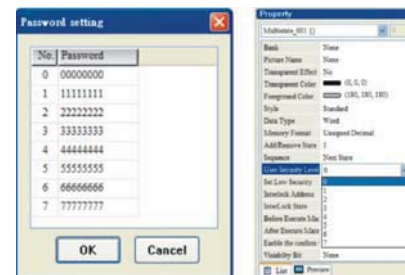 Password setting
No. Password
0 00000000
1 11111111
2 22222222
3 33333333
4 44444444
5 55555555
6 66666666
7 77777777
OK Cancel
Property
Multistate_001 {}
Bank None
Picture Name None
Transparent Effect No
Transparent Color (0, 0, 0)
Foreground Color (180, 180, 180)
Style Standard
Data Type Word
Memory Format Unsigned Decimal
Add/Remove State 1
Sequence Next State
User Security Level 0
Set Low Security 0
Interlock Address 1
InterLock State 2
Before Execute Mac 3
After Execute Macr
Enable the confirm
7
Visibility Bit None
List Preview